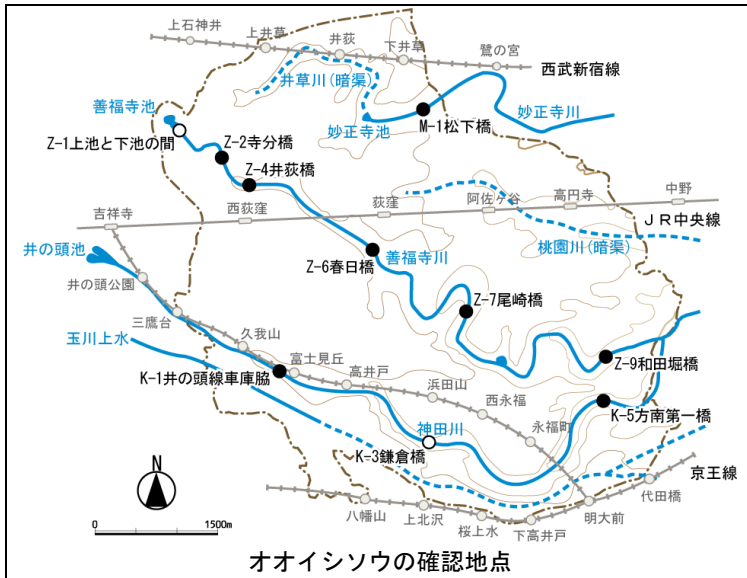 上石神井
上井草
井荻
下井草
鷺の宮
西武新宿線
井草川(暗渠)
善福寺池
妙正寺池
妙正寺川
M-1松下橋
Z-1上池と下池の間
Z-2寺分橋
Z-4井荻橋
吉祥寺
西荻窪
荻窪
阿佐ヶ谷
高円寺
中野
JR中央線
井の頭池
善福寺川
桃園川(暗渠)
Z-6春日橋
井の頭公園
Z-7尾崎橋
三鷹台
玉川上水
久我山
富士見丘
Z-9和田堀橋
K-1井の頭線車庫脇
高井戸
浜田山
西永福
K-5方南第一橋
神田川
永福町
K-3鎌倉橋
N
京王線
代田橋
0 1500m
八幡山
上北沢
桜上水
下高井戸
明大前
オオイシソウの確認地点